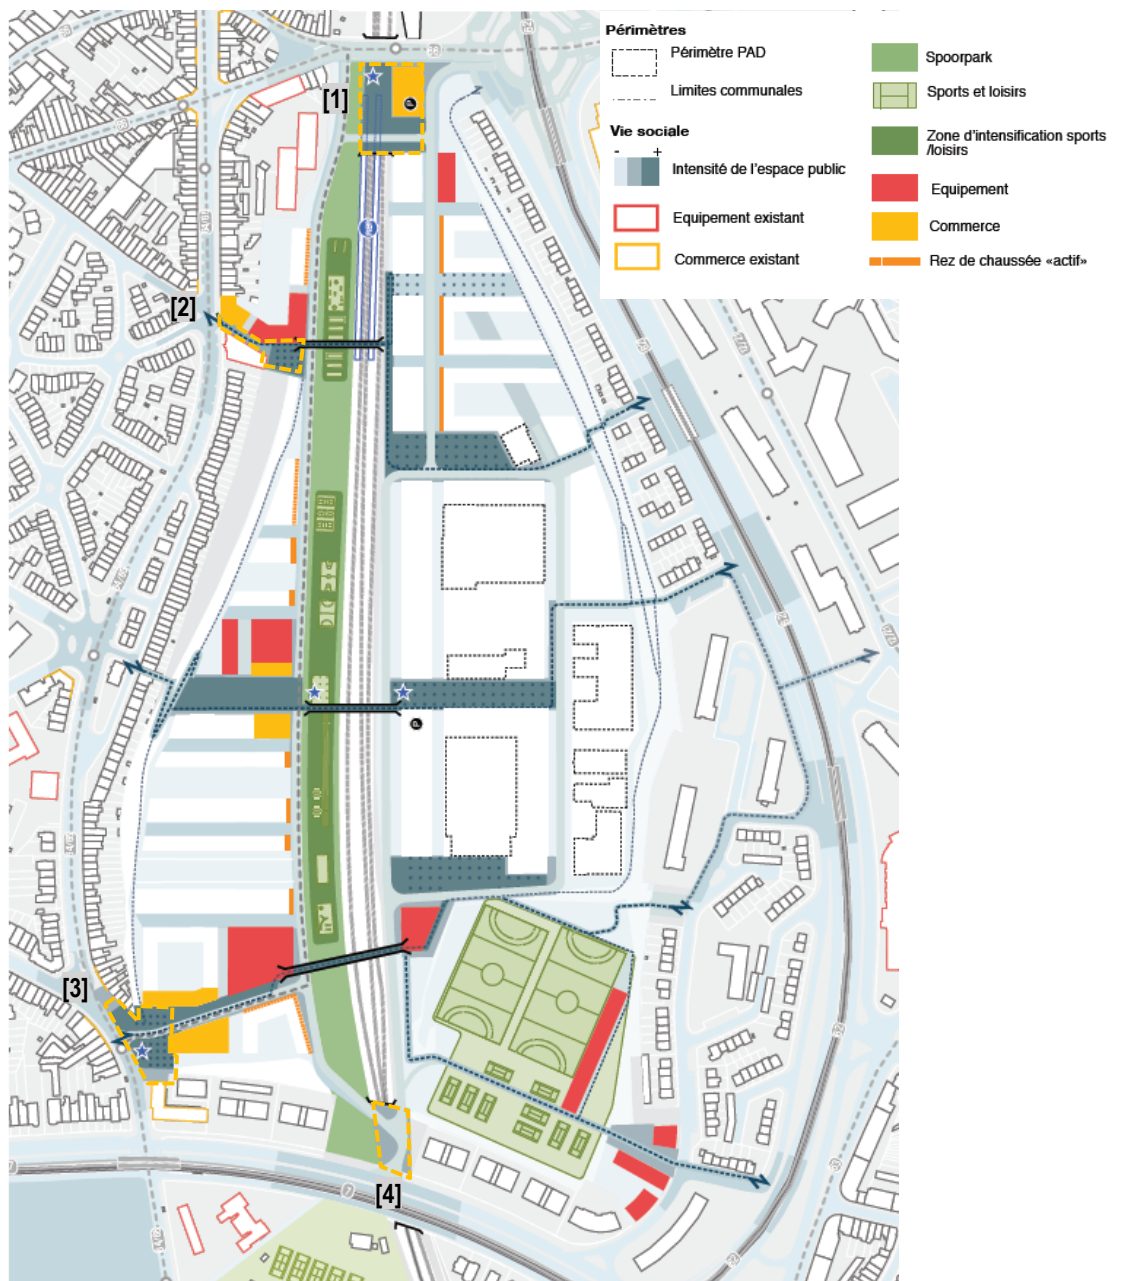 Périmètres
Périmètre PAD
Limites communales
Vie sociale
- +
Intensité de l'espace public
Equipement existant
Commerce existant
Spoorpark
Sports et loisirs
Zone d'intensification sports
/loisirs
Equipement
Commerce
Rez de chaussée «actif»
[1]
P
[2]
P
[3]
[4]
7